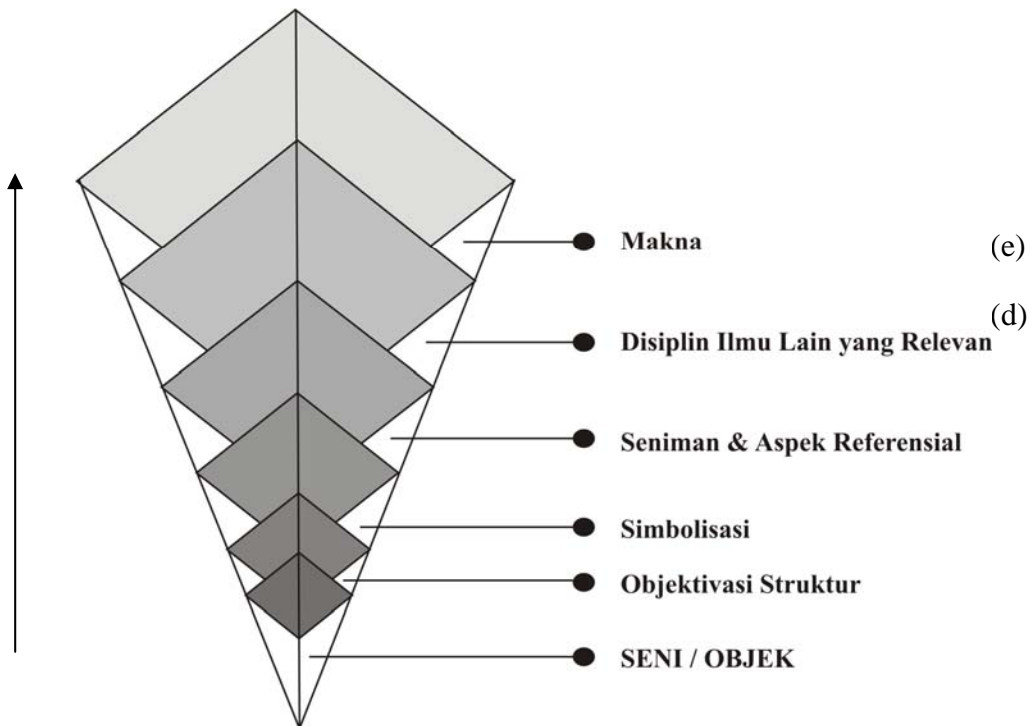 Makna (e)
(d)
Disiplin Ilmu Lain yang Relevan
Seniman & Aspek Referensial
Simbolisasi
Objektivasi Struktur
SENI / OBJEK